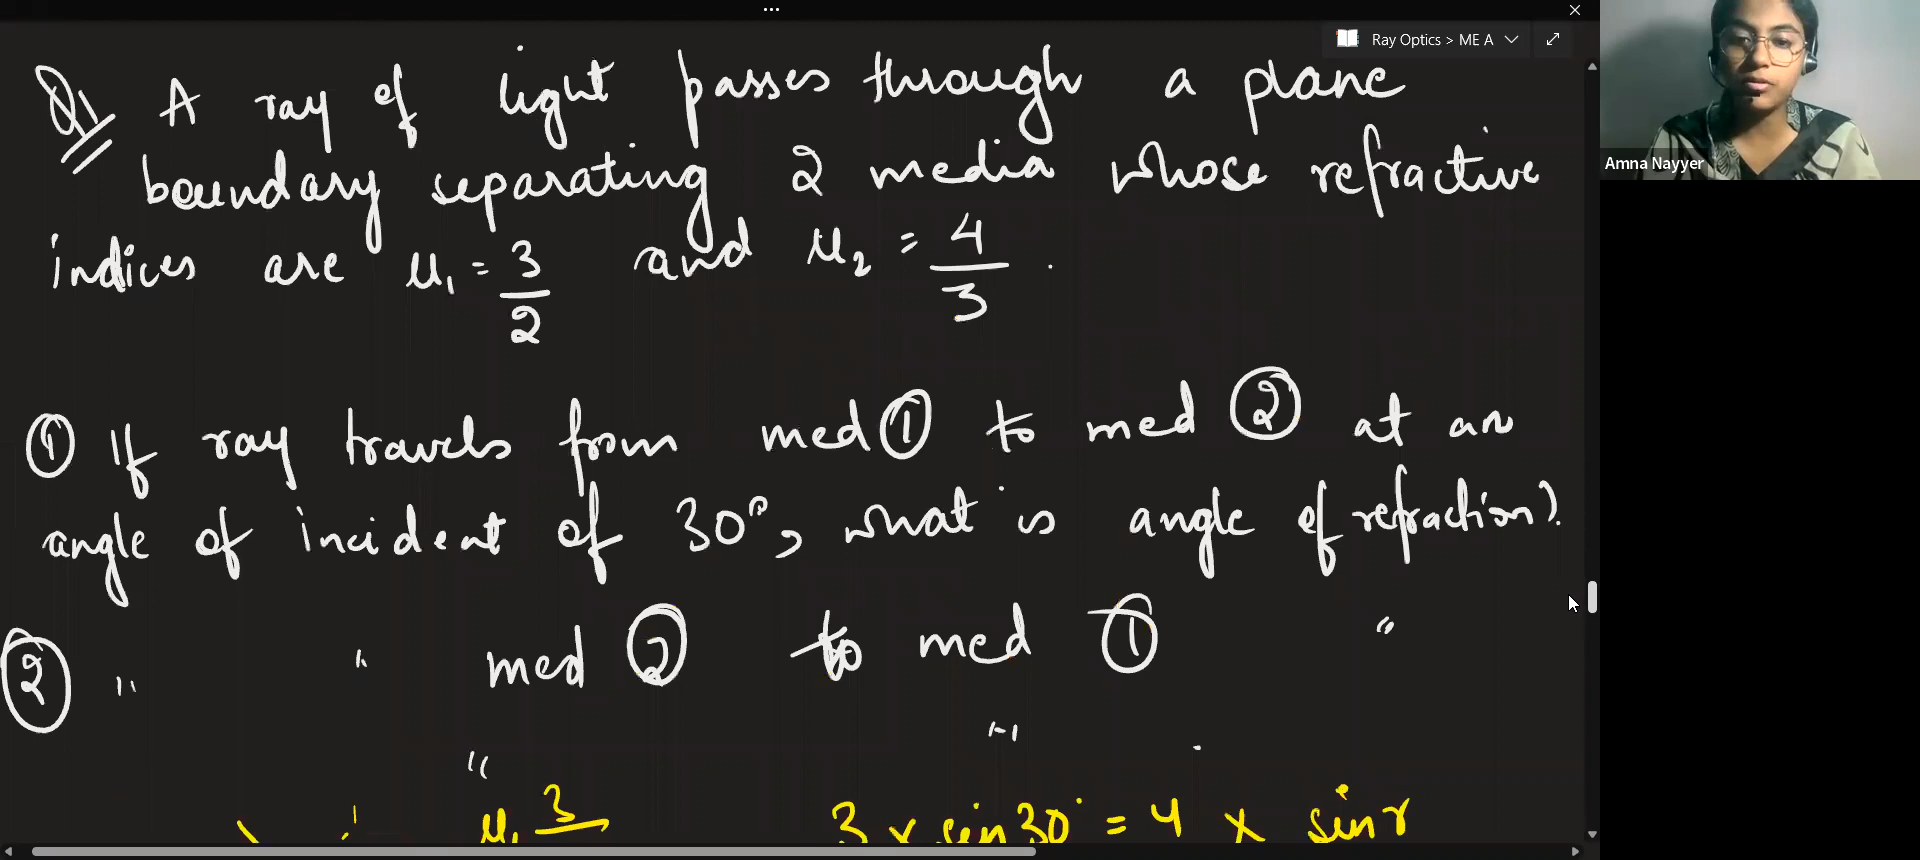 Ray Optics > ME A
Amna Nayyer
Q1 A ray of light passes through a plane
boundary separating 2 media whose refractive
indices are μ₁ = 3/2 and μ₂ = 4/3 .
① If ray travels from med ① to med ② at an
angle of incident of 30°, what is angle of refraction?
② " " med ② to med ① "
" "
μ₁ 3
3 × sin 30° = 4 × sin r